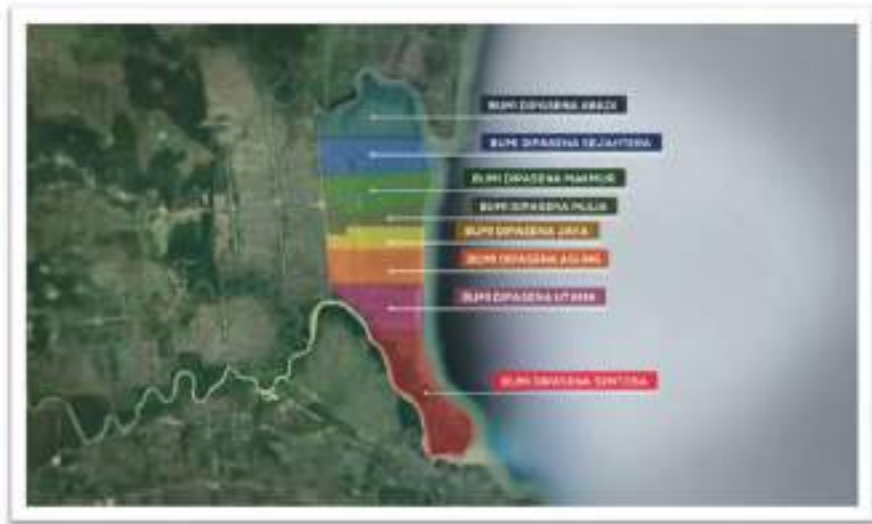 BUMI DIPASENA ABADI
BUMI DIPASENA SEJAHTERA
BUMI DIPASENA MAKMUR
BUMI DIPASENA MULIA
BUMI DIPASENA JAYA
BUMI DIPASENA AGUNG
BUMI DIPASENA UTAMA
BUMI DIPASENA SENTOSA